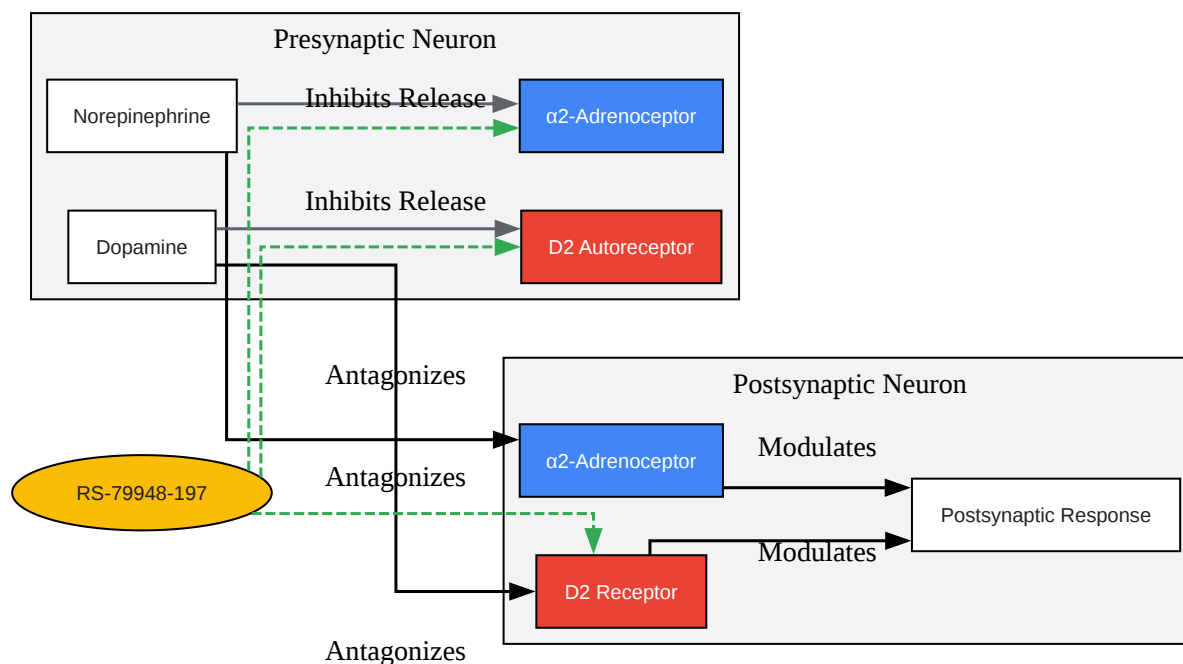 Presynaptic Neuron
Norepinephrine
Inhibits Release
α2-Adrenoceptor
Inhibits Release
Dopamine
D2 Autoreceptor
Antagonizes
Postsynaptic Neuron
α2-Adrenoceptor
Modulates
RS-79948-197
Antagonizes
Postsynaptic Response
Modulates
D2 Receptor
Antagonizes